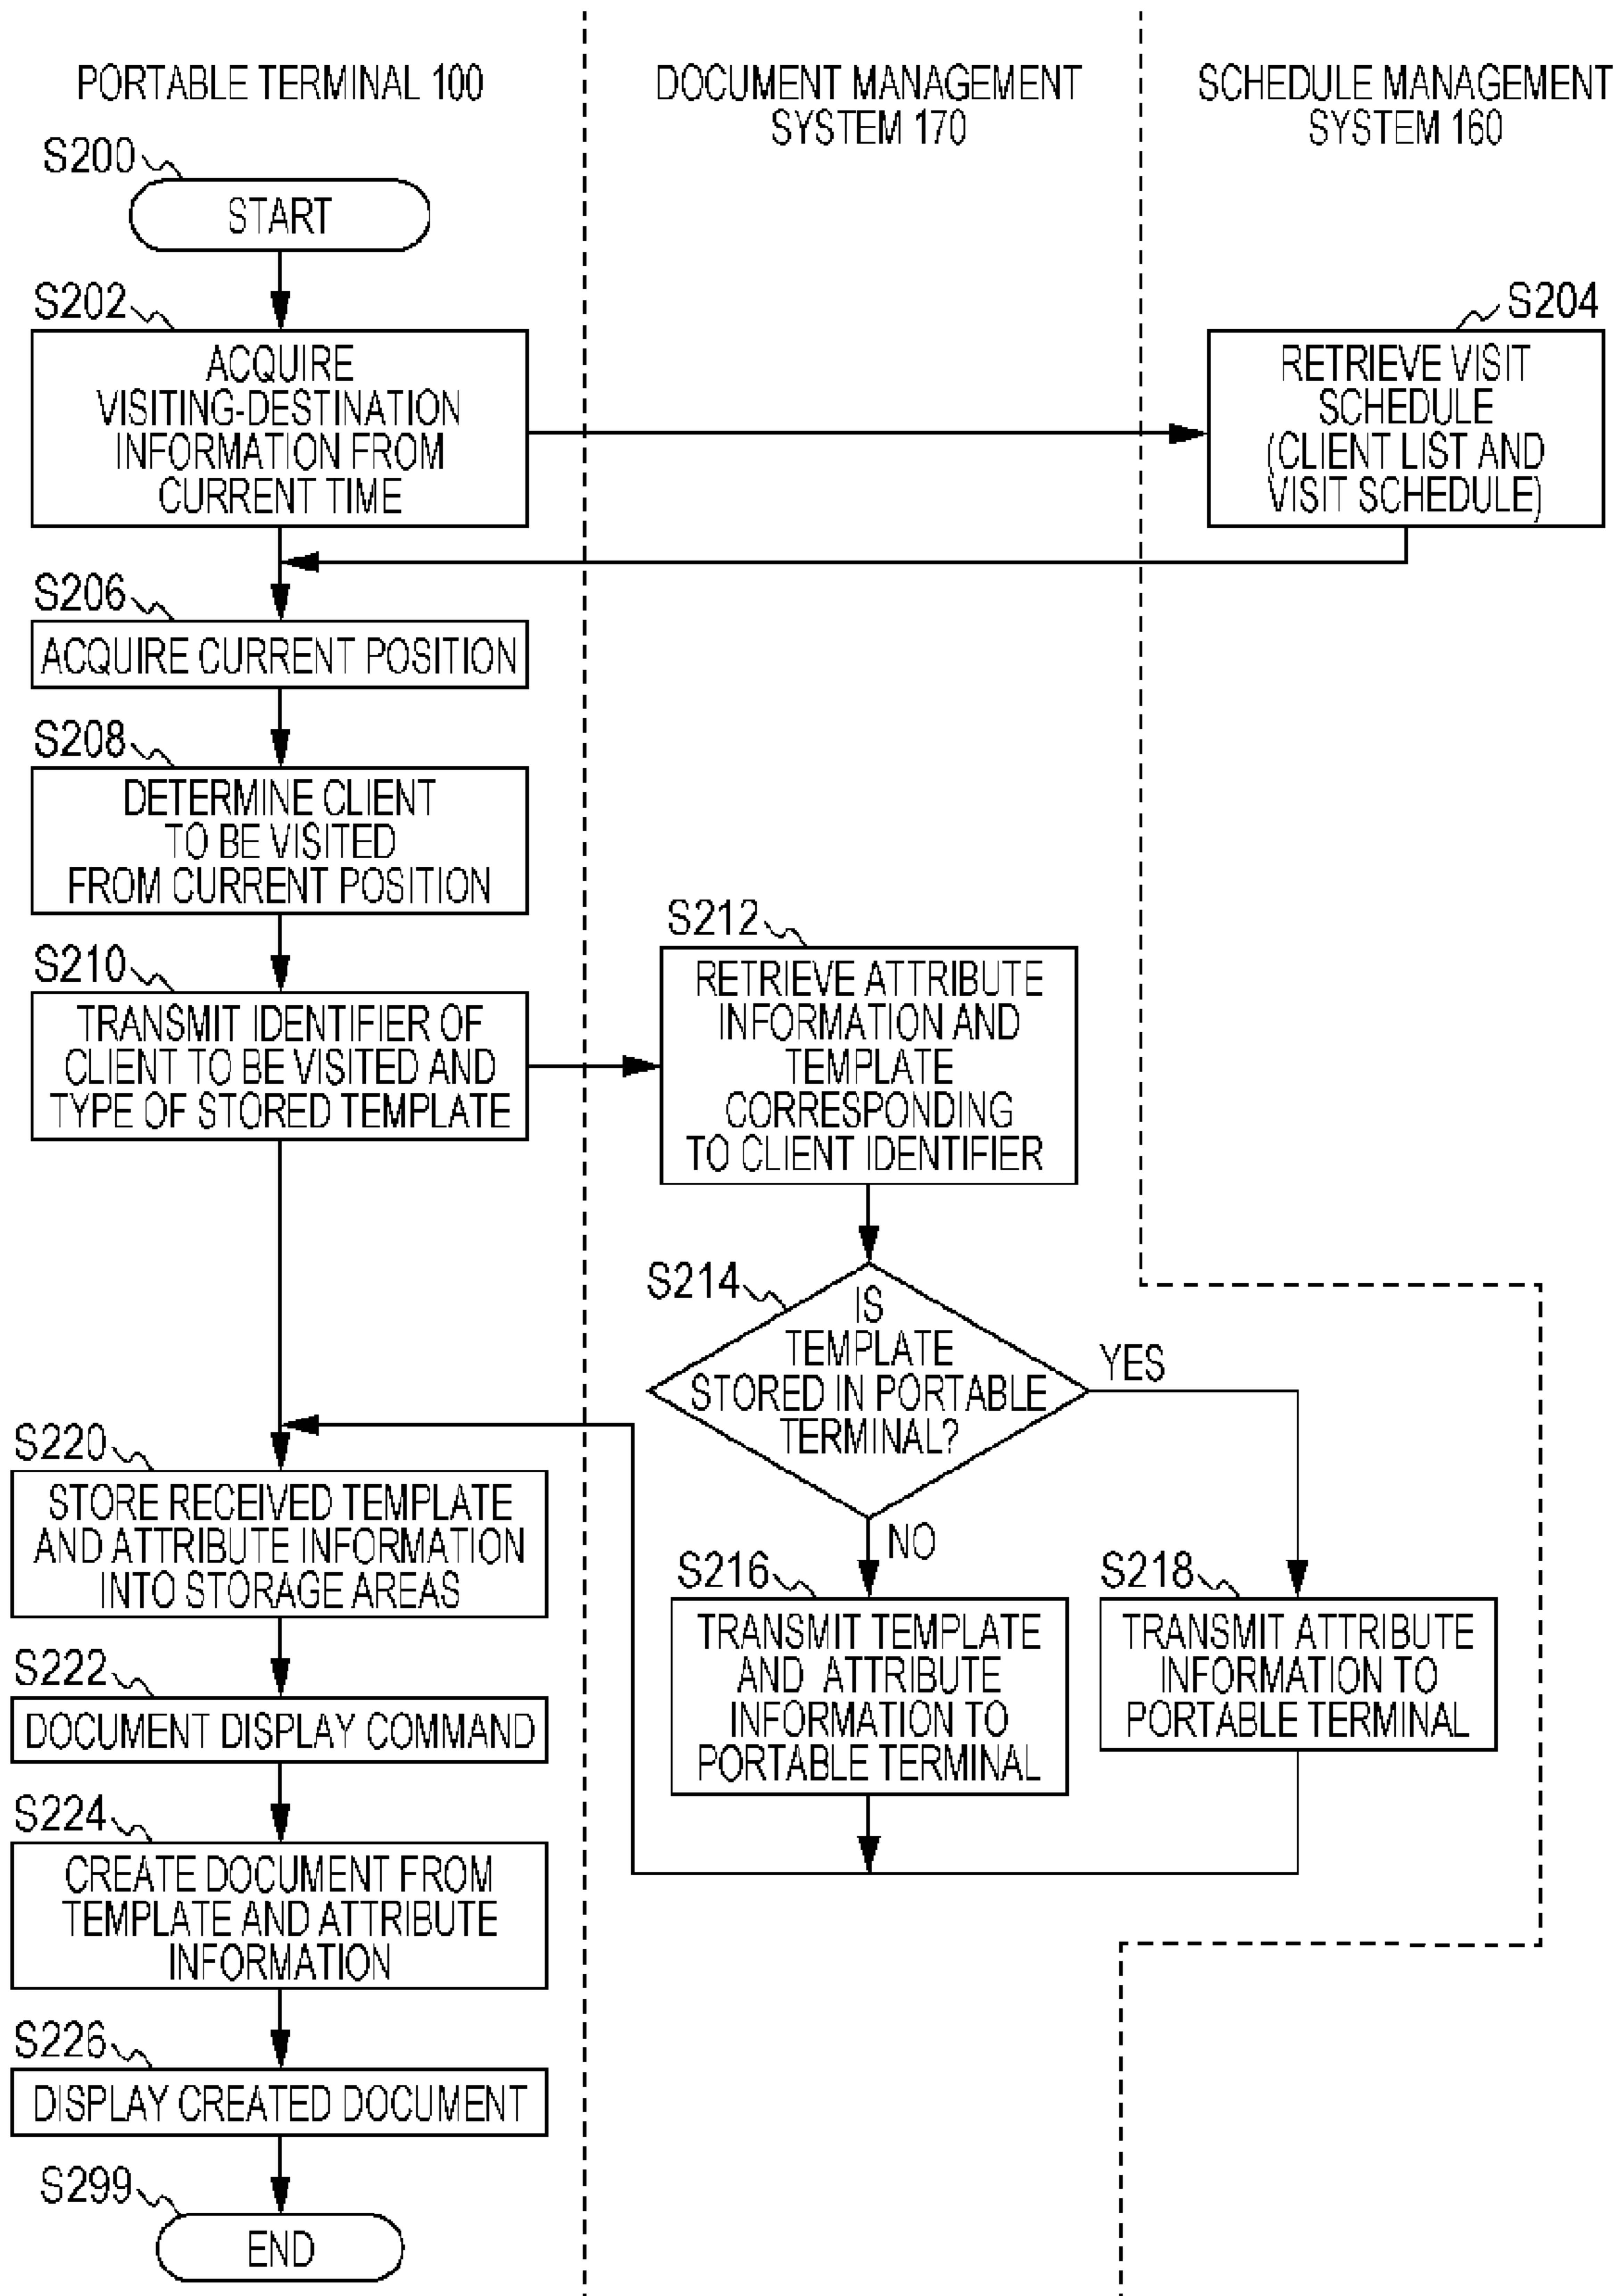 PORTABLE TERMINAL 100
DOCUMENT MANAGEMENT
SYSTEM 170
SCHEDULE MANAGEMENT
SYSTEM 160
S200
START
S202
ACQUIRE
VISITING-DESTINATION
INFORMATION FROM
CURRENT TIME
S204
RETRIEVE VISIT
SCHEDULE
(CLIENT LIST AND
VISIT SCHEDULE)
S206
ACQUIRE CURRENT POSITION
S208
DETERMINE CLIENT
TO BE VISITED
FROM CURRENT POSITION
S210
TRANSMIT IDENTIFIER OF
CLIENT TO BE VISITED AND
TYPE OF STORED TEMPLATE
S212
RETRIEVE ATTRIBUTE
INFORMATION AND
TEMPLATE
CORRESPONDING
TO CLIENT IDENTIFIER
S214
IS
TEMPLATE
STORED IN PORTABLE
TERMINAL?
YES
NO
S216
TRANSMIT TEMPLATE
AND ATTRIBUTE
INFORMATION TO
PORTABLE TERMINAL
S218
TRANSMIT ATTRIBUTE
INFORMATION TO
PORTABLE TERMINAL
S220
STORE RECEIVED TEMPLATE
AND ATTRIBUTE INFORMATION
INTO STORAGE AREAS
S222
DOCUMENT DISPLAY COMMAND
S224
CREATE DOCUMENT FROM
TEMPLATE AND ATTRIBUTE
INFORMATION
S226
DISPLAY CREATED DOCUMENT
S299
END